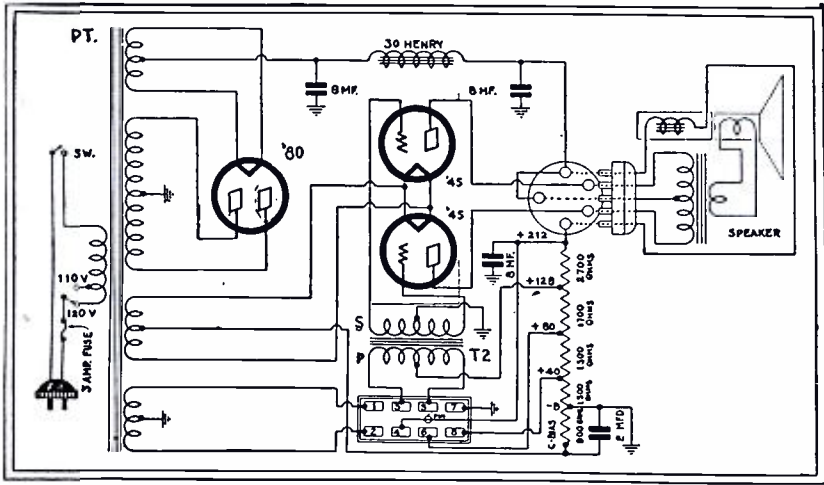 PT.
30 HENRY
8 MF.
8 MF.
SW.
'80
'45
'45
110 V
120 V
3 AMP. FUSE
+212
8 MF.
+128
+80
+40
-B
C-BIAS
2700 OHMS
1700 OHMS
1300 OHMS
1300 OHMS
800 OHMS
2 MFD
SPEAKER
S
P
T2
1
3
5
7
2
4
6
8